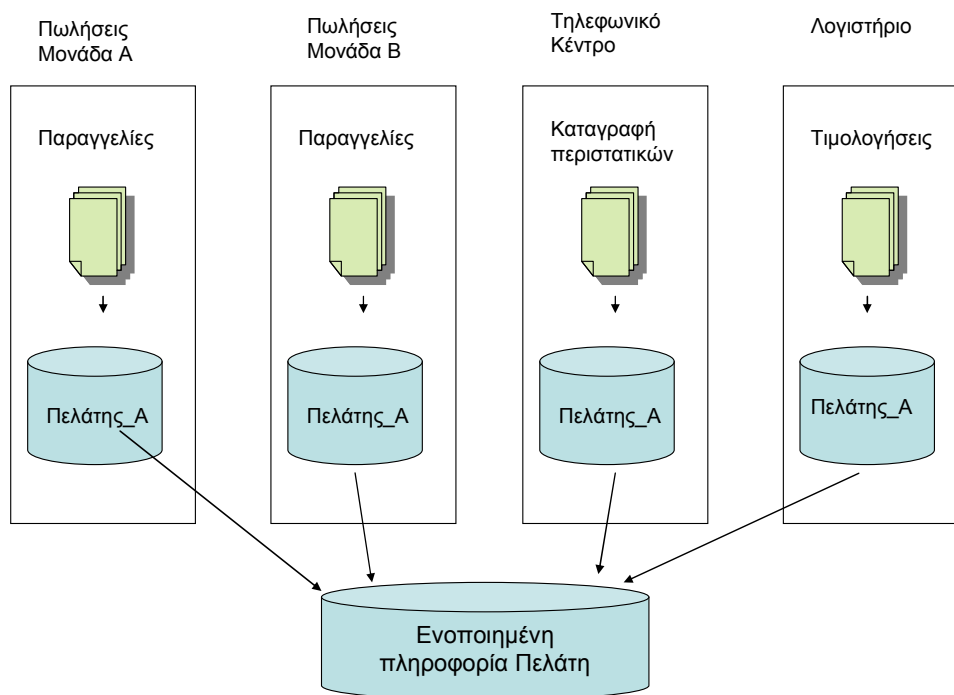 Πωλήσεις
Μονάδα Α
Πωλήσεις
Μονάδα Β
Τηλεφωνικό
Κέντρο
Λογιστήριο
Παραγγελίες
Παραγγελίες
Καταγραφή
περιστατικών
Τιμολογήσεις
Πελάτης_Α
Πελάτης_Α
Πελάτης_Α
Πελάτης_Α
Ενοποιημένη
πληροφορία Πελάτη